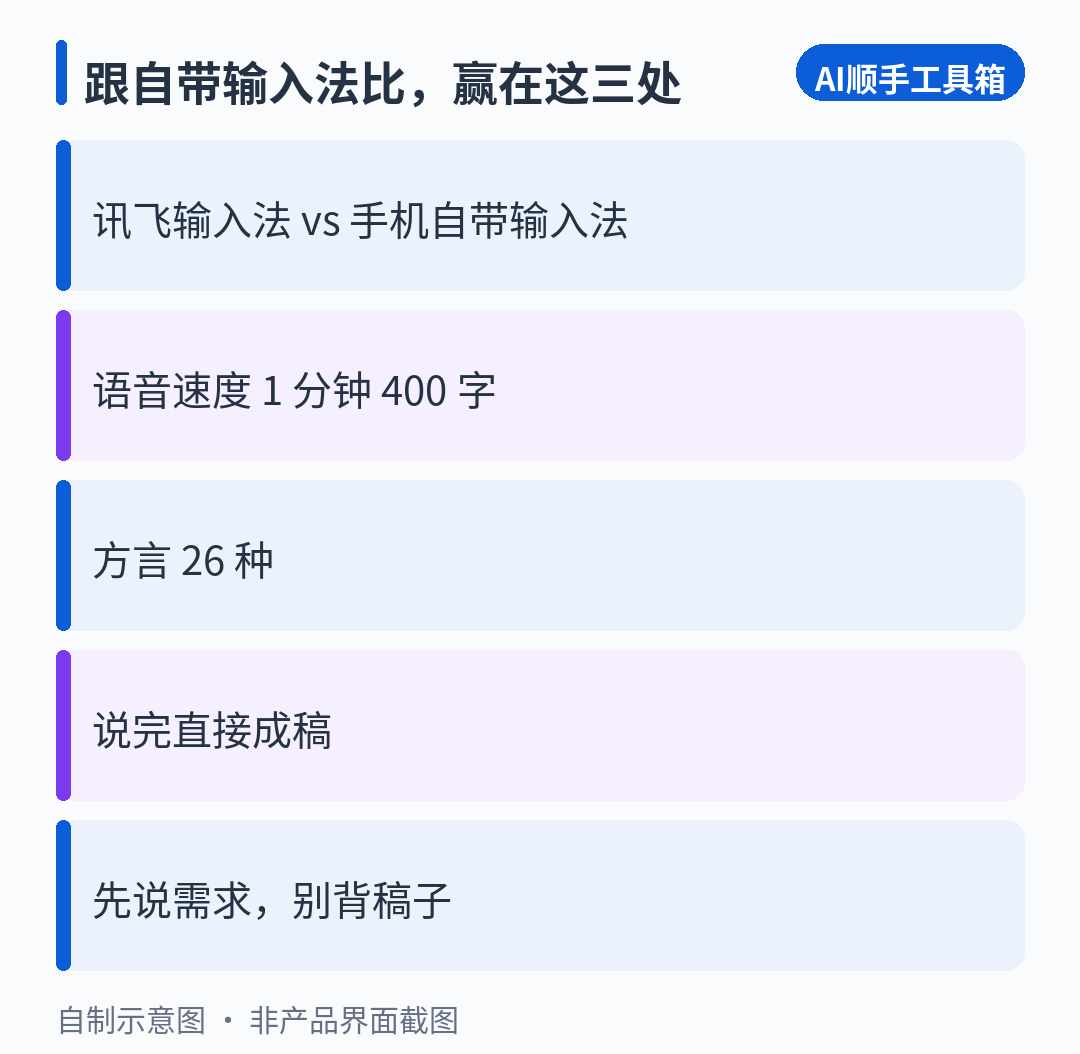 跟自带输入法比，赢在这三处
AI顺手工具箱
讯飞输入法 vs 手机自带输入法
语音速度 1 分钟 400 字
方言 26 种
说完直接成稿
先说需求，别背稿子
自制示意图 · 非产品界面截图